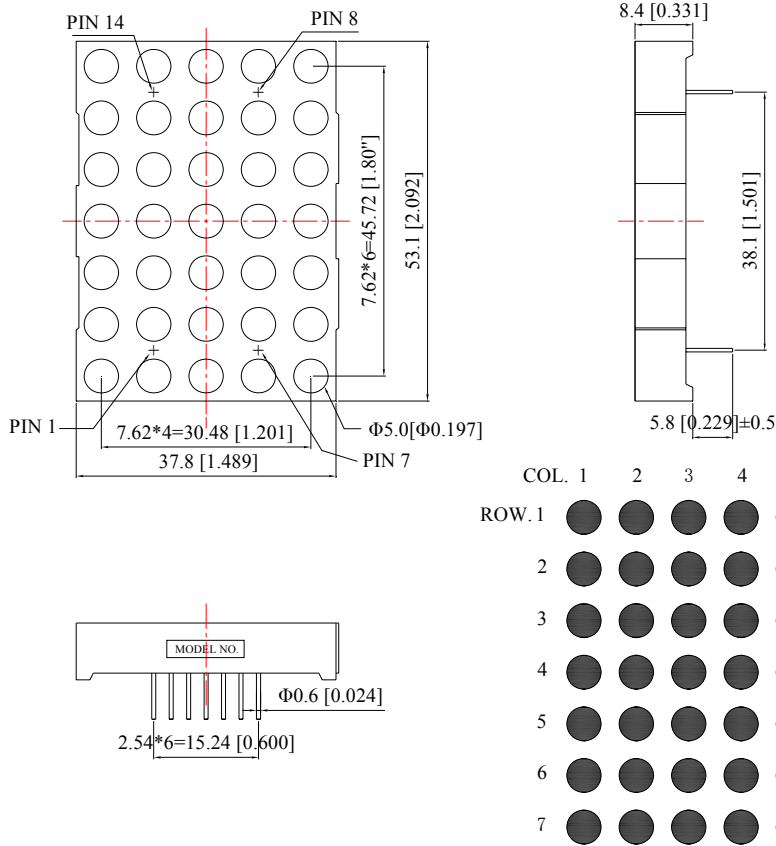 8.4 [0.331]
PIN 14
PIN 8
7.62*6=45.72 [1.80"]
53.1 [2.092]
38.1 [1.501]
PIN 1
7.62*4=30.48 [1.201]
Φ5.0[Φ0.197]
5.8 [0.229]±0.5
37.8 [1.489]
PIN 7
COL. 1 2 3 4
ROW. 1
2
3
4
5
6
7
MODEL NO.
Φ0.6 [0.024]
2.54*6=15.24 [0.600]